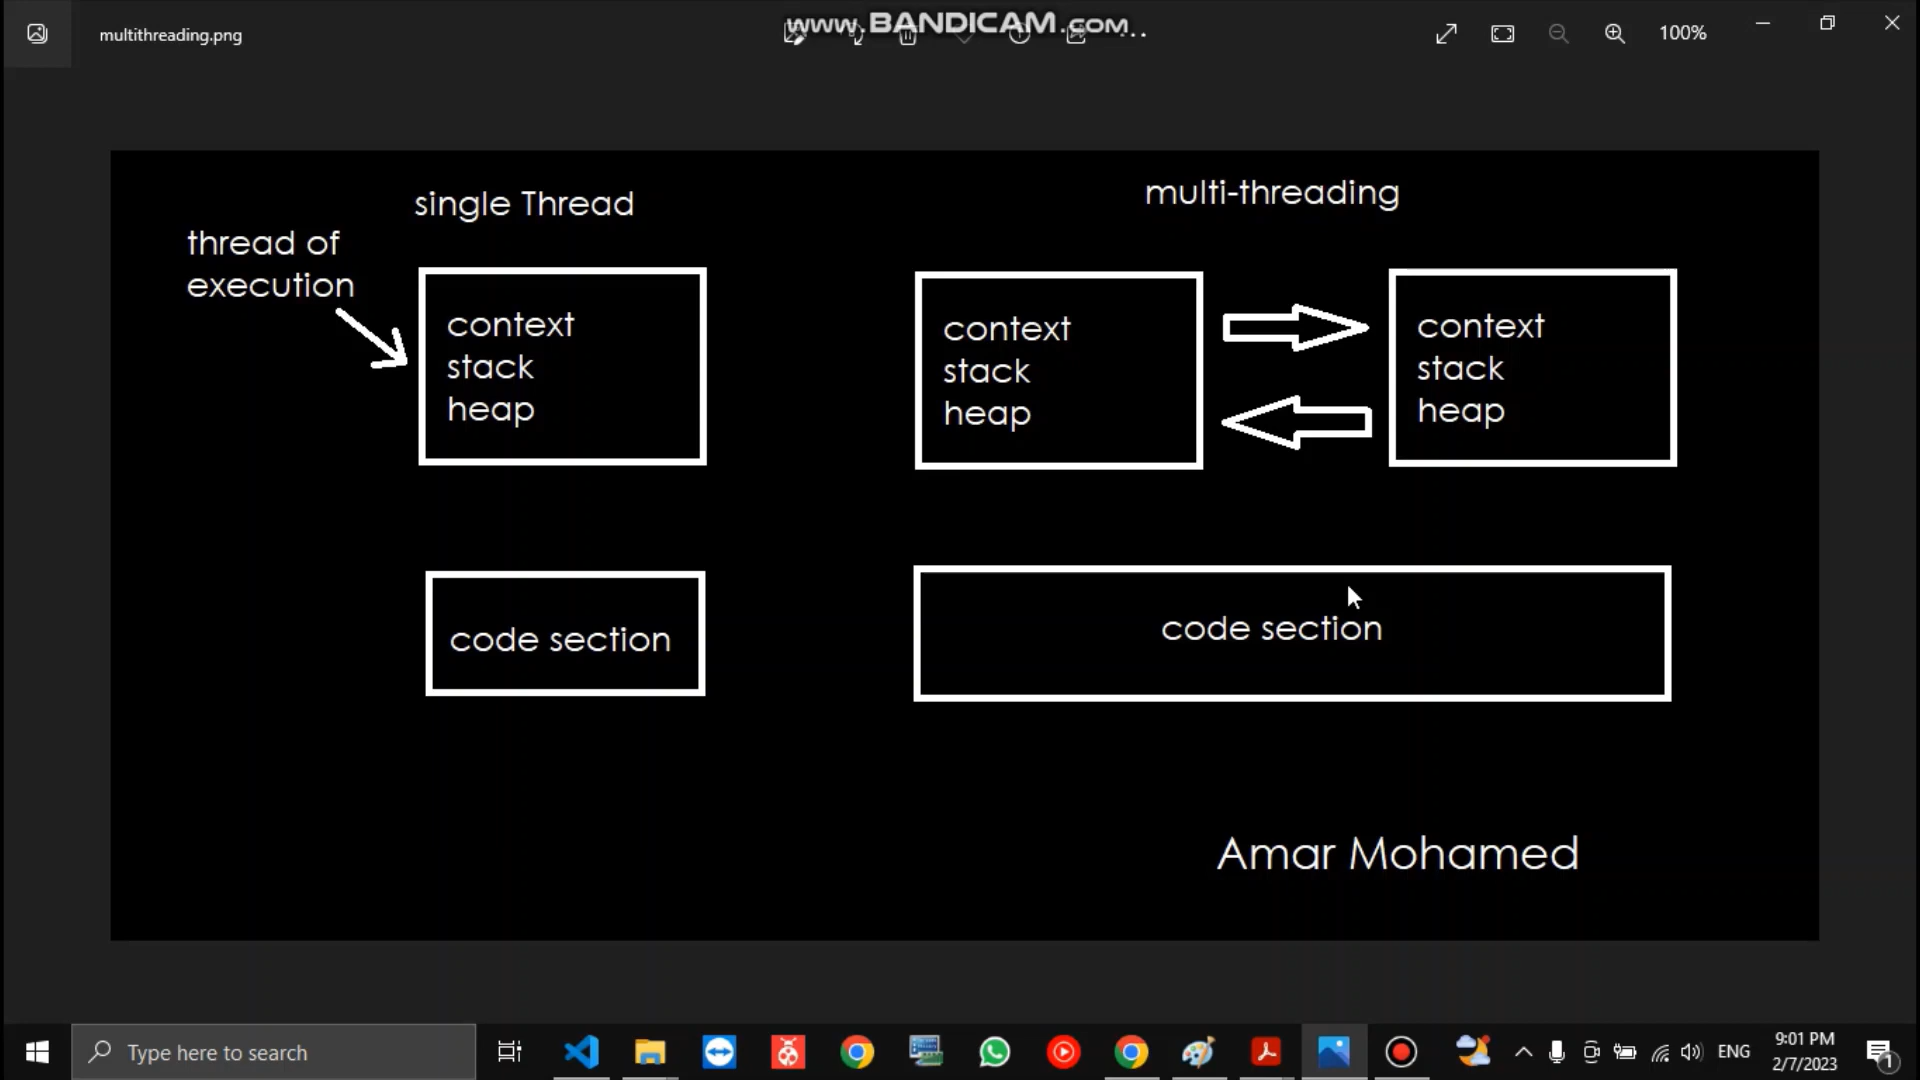 multithreading.png
www.BANDICAM.com
100%
single Thread
multi-threading
thread of
execution
context
stack
heap
context
stack
heap
context
stack
heap
code section
code section
Amar Mohamed
Type here to search
ENG
9:01 PM
2/7/2023
1